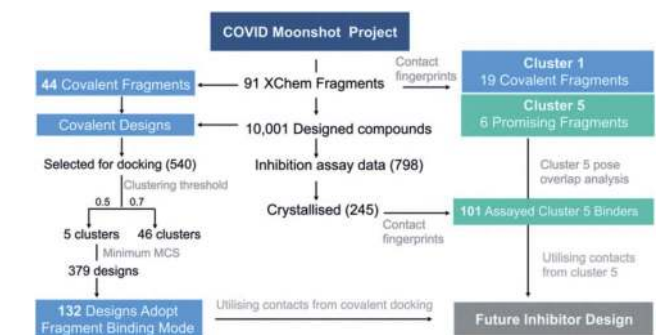 COVID Moonshot Project
44 Covalent Fragments
91 XChem Fragments
Contact
fingerprints
Cluster 1
19 Covalent Fragments
Cluster 5
6 Promising Fragments
Covalent Designs
10,001 Designed compounds
Selected for docking (540)
Inhibition assay data (798)
Cluster 5 pose
overlap analysis
Clustering threshold
0.5
0.7
Crystallised (245)
Contact
fingerprints
101 Assayed Cluster 5 Binders
5 clusters
46 clusters
Minimum MCS
379 designs
Utilising contacts
from cluster 5
132 Designs Adopt
Fragment Binding Mode
Utilising contacts from covalent docking
Future Inhibitor Design